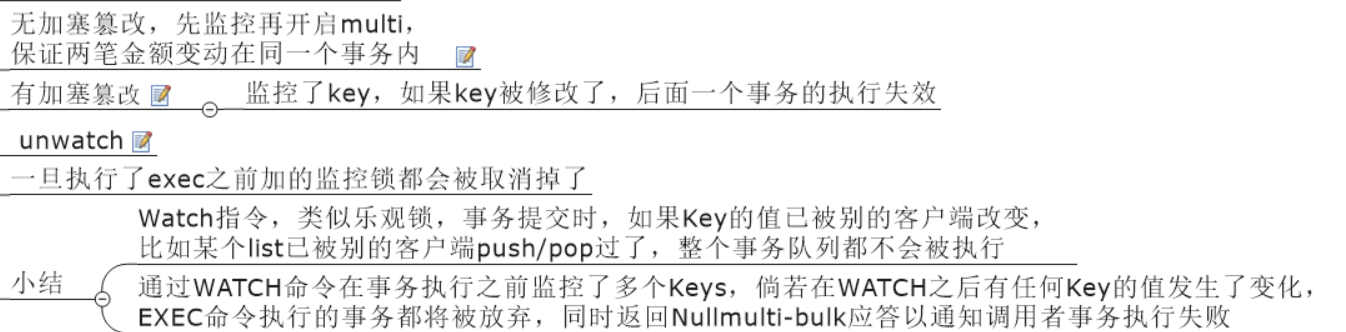 无加塞篡改，先监控再开启multi，
保证两笔金额变动在同一个事务内
有加塞篡改
监控了key，如果key被修改了，后面一个事务的执行失效
unwatch
一旦执行了exec之前加的监控锁都会被取消掉了
小结
Watch指令，类似乐观锁，事务提交时，如果Key的值已被别的客户端改变，
比如某个list已被别的客户端push/pop过了，整个事务队列都不会被执行
通过WATCH命令在事务执行之前监控了多个Keys，倘若在WATCH之后有任何Key的值发生了变化，
EXEC命令执行的事务都将被放弃，同时返回Nullmulti-bulk应答以通知调用者事务执行失败